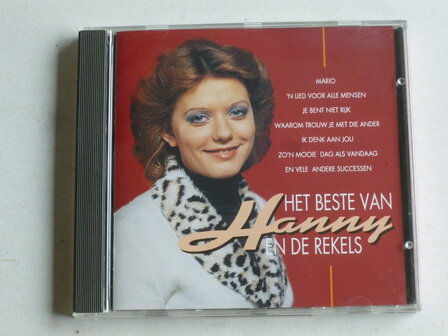 MARIO
'N LIED VOOR ALLE MENSEN
JE BENT NIET RIJK
WAAROM TROUW JE MET DIE ANDER
IK DENK AAN JOU
ZO'N MOOIE DAG ALS VANDAAG
EN VELE ANDERE SUCCESSEN
HET BESTE VAN
Hanny
EN DE REKELS